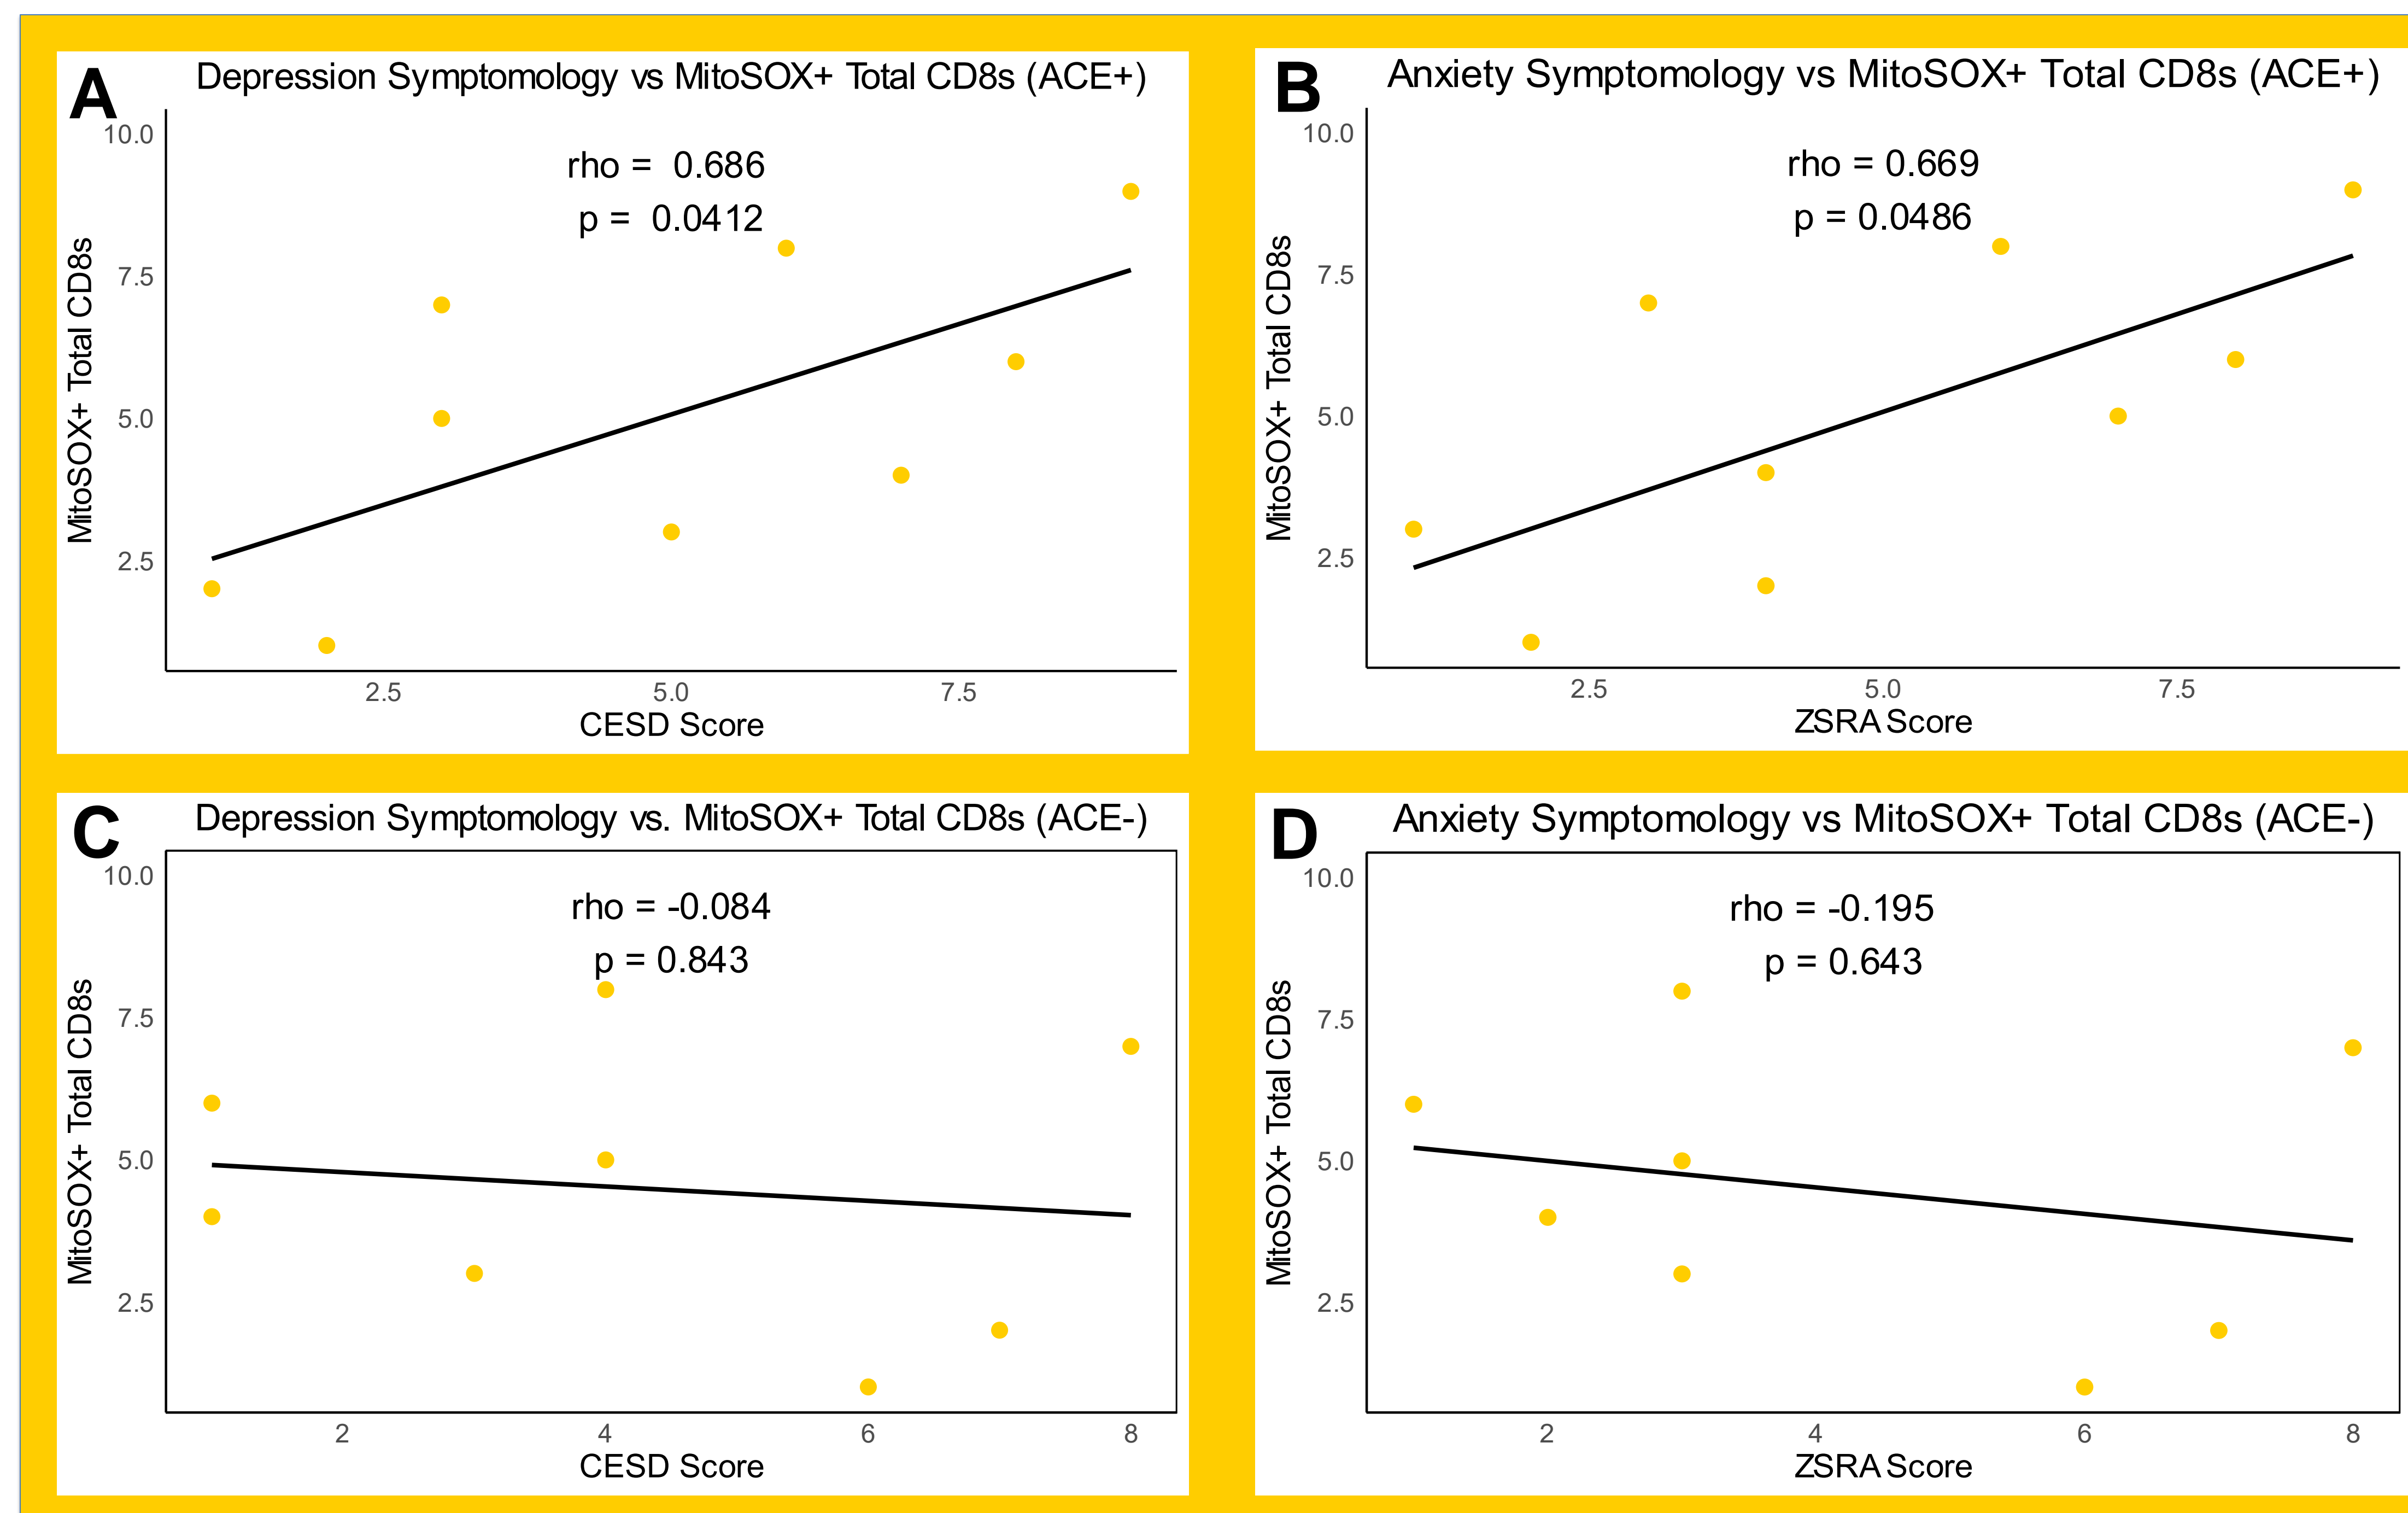 A
Depression Symptomology vs MitoSOX+ Total CD8s (ACE+)
rho = 0.686
p = 0.0412
MitoSOX+ Total CD8s
10.0
7.5
5.0
2.5
2.5 5.0 7.5
CESD Score
B
Anxiety Symptomology vs MitoSOX+ Total CD8s (ACE+)
rho = 0.669
p = 0.0486
MitoSOX+ Total CD8s
10.0
7.5
5.0
2.5
2.5 5.0 7.5
ZSRA Score
C
Depression Symptomology vs. MitoSOX+ Total CD8s (ACE-)
rho = -0.084
p = 0.843
MitoSOX+ Total CD8s
10.0
7.5
5.0
2.5
2 4 6 8
CESD Score
D
Anxiety Symptomology vs MitoSOX+ Total CD8s (ACE-)
rho = -0.195
p = 0.643
MitoSOX+ Total CD8s
10.0
7.5
5.0
2.5
2 4 6 8
ZSRA Score